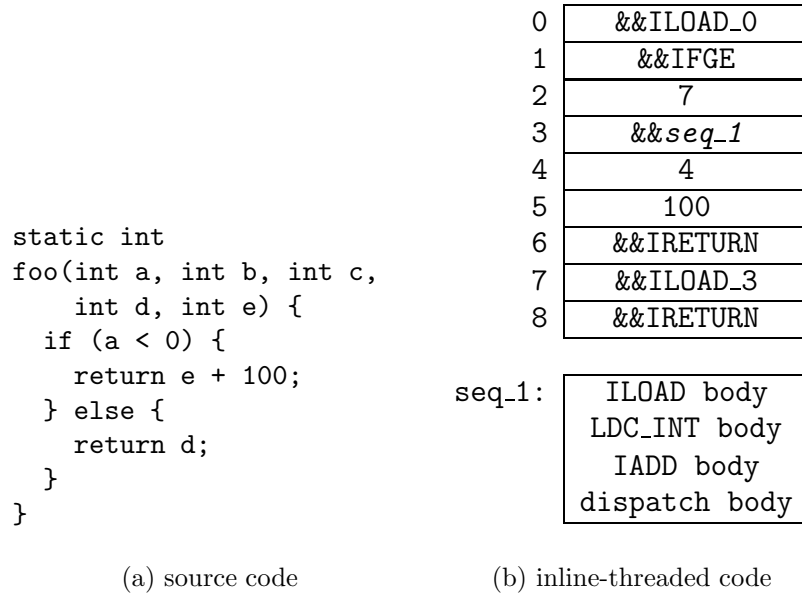 static int
foo(int a, int b, int c,
    int d, int e) {
  if (a < 0) {
    return e + 100;
  } else {
    return d;
  }
}
(a) source code
0 &&ILOAD_0
1 &&IFGE
2 7
3 &&seq_1
4 4
5 100
6 &&IRETURN
7 &&ILOAD_3
8 &&IRETURN
seq_1: ILOAD body
LDC_INT body
IADD body
dispatch body
(b) inline-threaded code